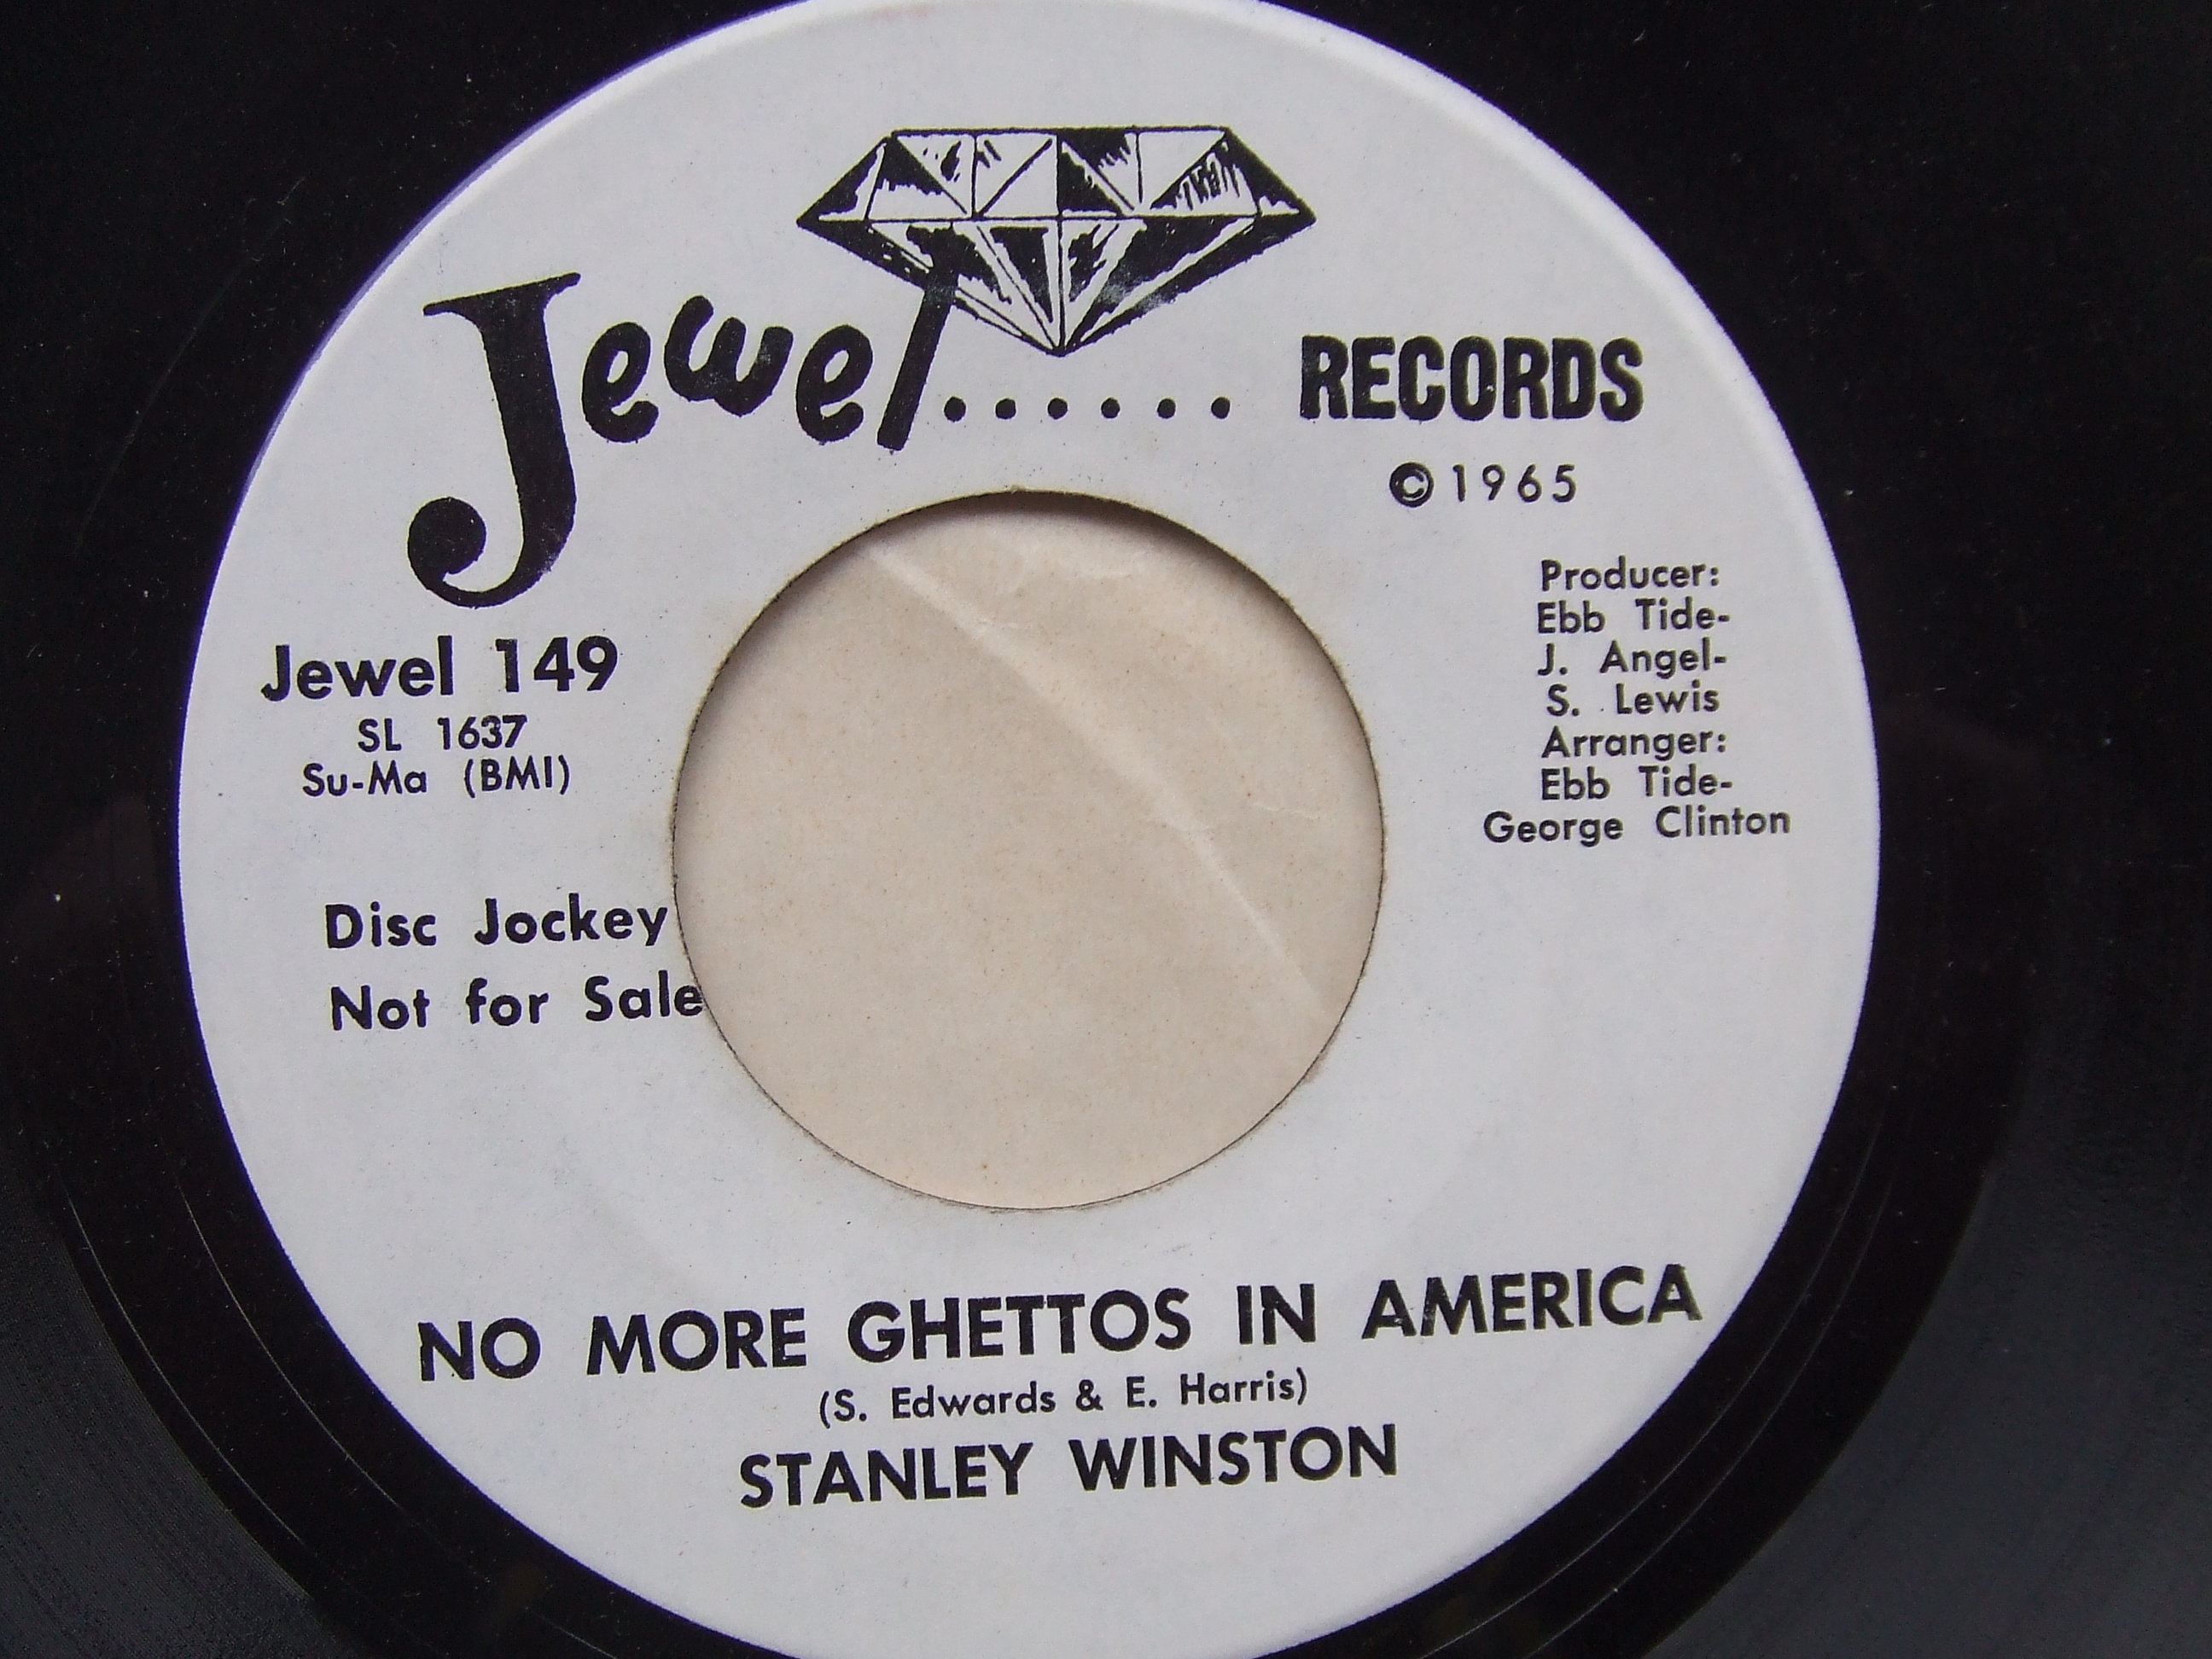 Jewel...... RECORDS
©1965
Jewel 149
SL 1637
Su-Ma (BMI)
Disc Jockey
Not for Sale
Producer:
Ebb Tide-
J. Angel-
S. Lewis
Arranger:
Ebb Tide-
George Clinton
NO MORE GHETTOS IN AMERICA
(S. Edwards & E. Harris)
STANLEY WINSTON